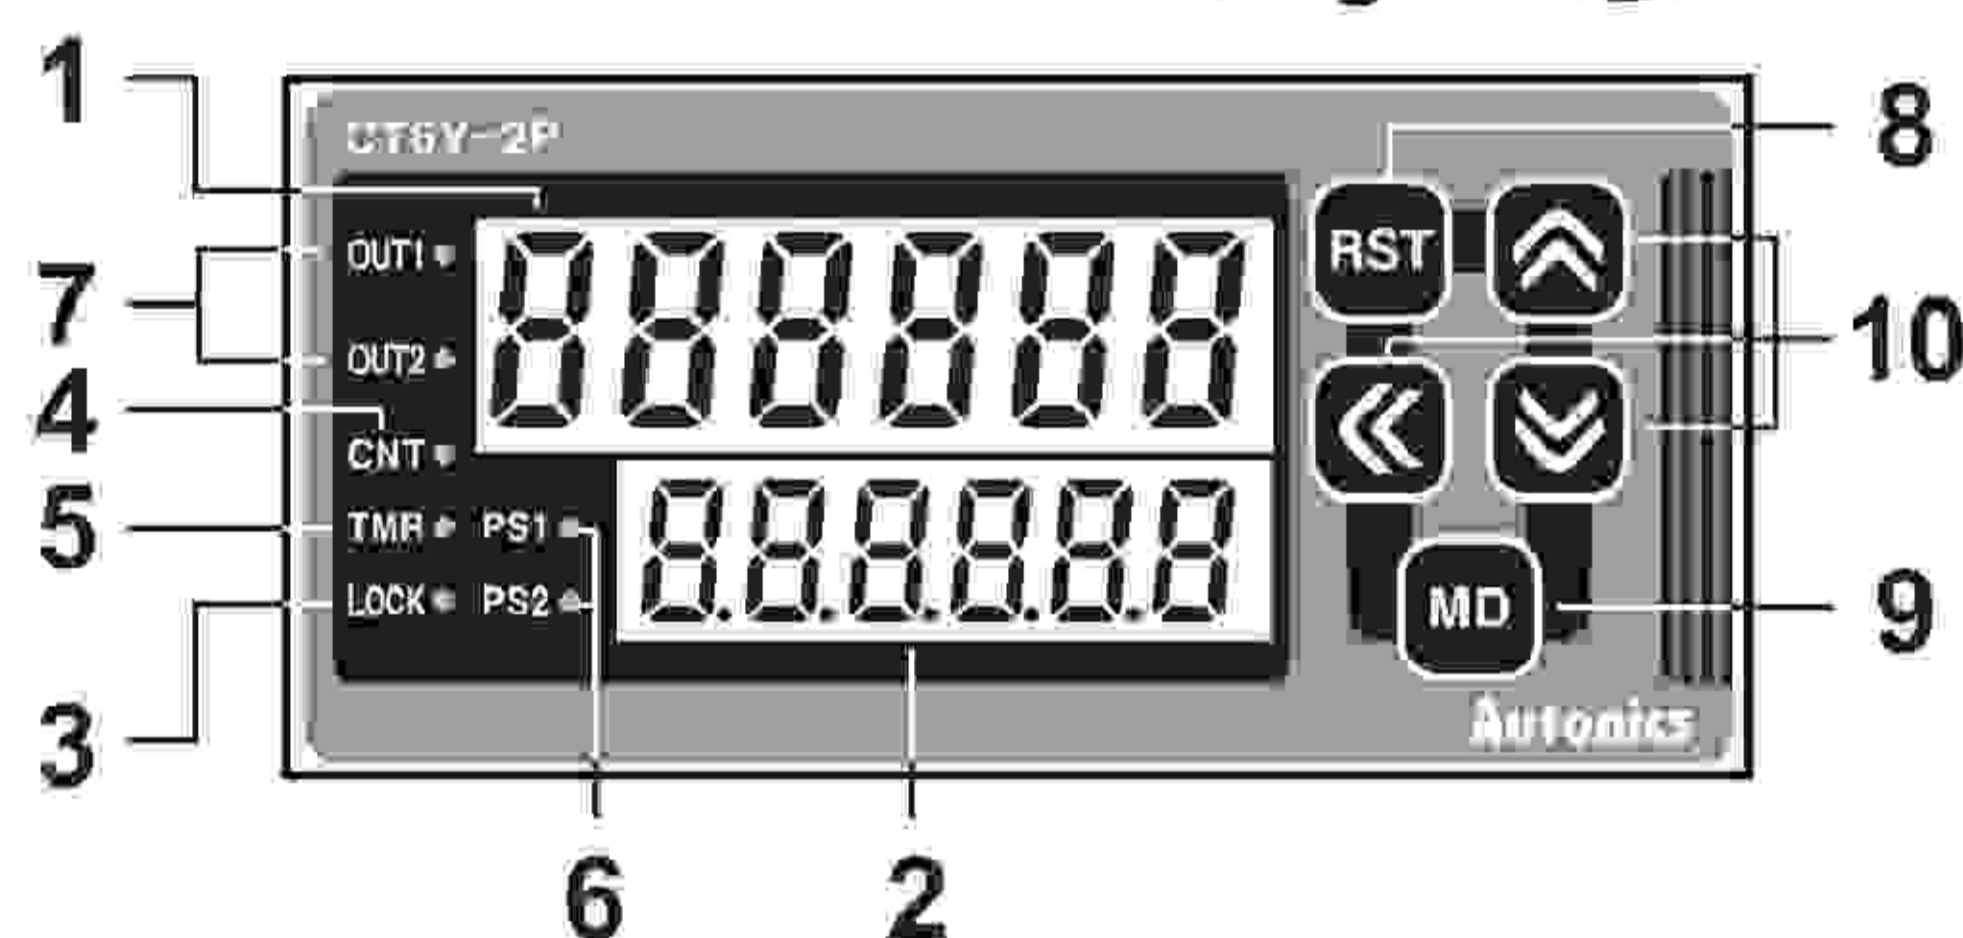 1
8
CT6Y-2P
OUT1
RST
7
10
OUT2
4
CNT
5
TMR PS1
LOCK PS2
MD
9
3
Autonics
6
2